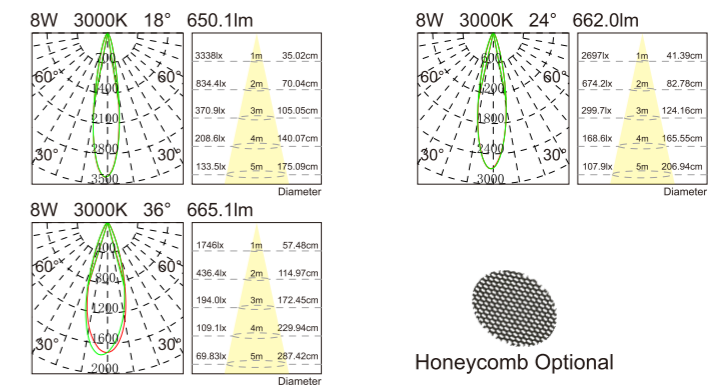 8W 3000K 18° 650.1lm
700
1400
2100
2800
3500
60° 60°
30° 30°
3338lx 1m 35.02cm
834.4lx 2m 70.04cm
370.9lx 3m 105.05cm
208.6lx 4m 140.07cm
133.5lx 5m 175.09cm
Diameter
8W 3000K 24° 662.0lm
600
1200
1800
2400
3000
60° 60°
30° 30°
2697lx 1m 41.39cm
674.2lx 2m 82.78cm
299.7lx 3m 124.16cm
168.6lx 4m 165.55cm
107.9lx 5m 206.94cm
Diameter
8W 3000K 36° 665.1lm
400
800
1200
1600
2000
60° 60°
30° 30°
1746lx 1m 57.48cm
436.4lx 2m 114.97cm
194.0lx 3m 172.45cm
109.1lx 4m 229.94cm
69.83lx 5m 287.42cm
Diameter
Honeycomb Optional